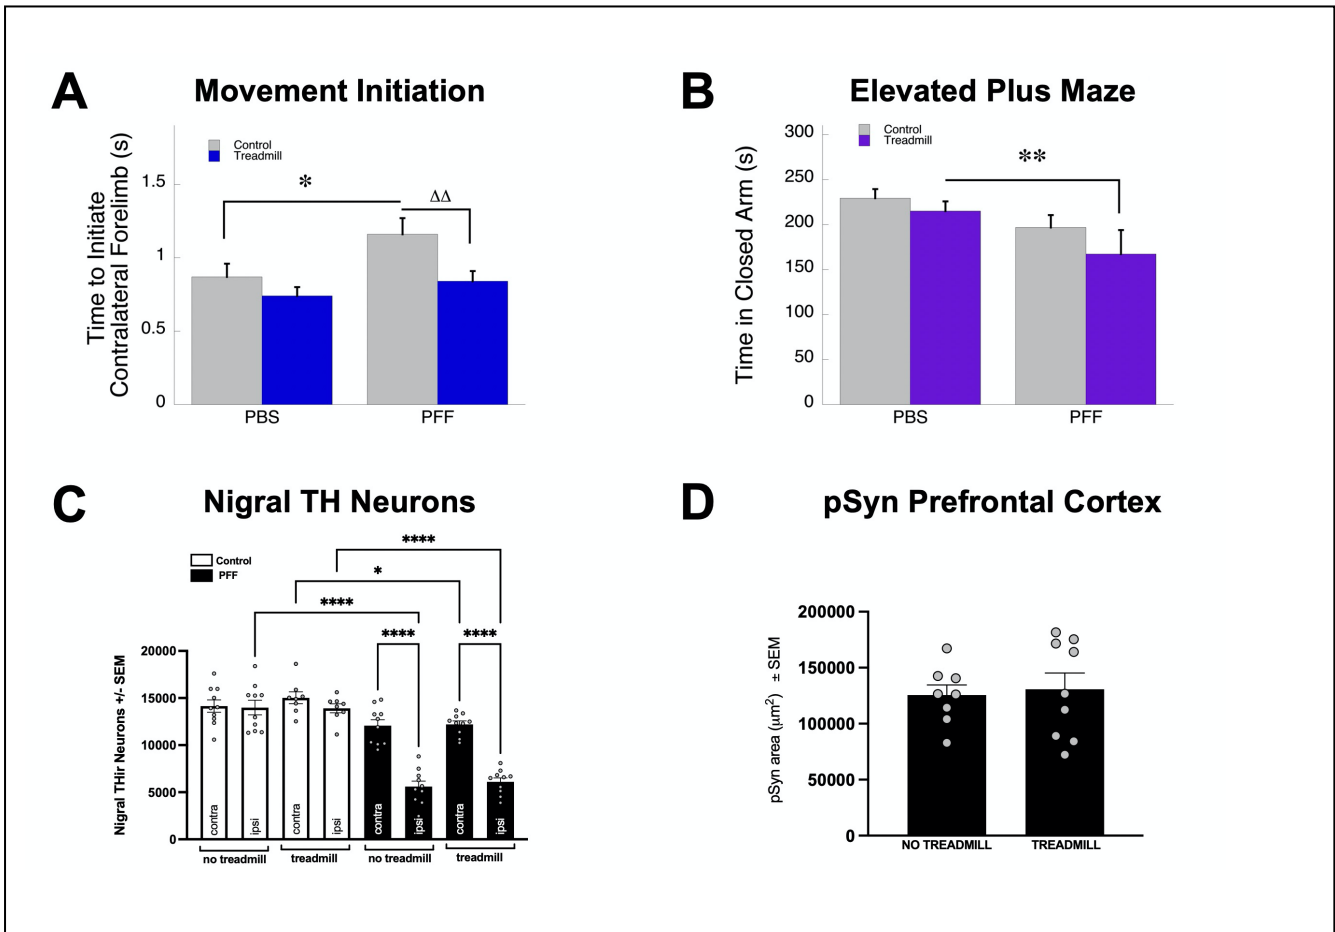 A
Movement Initiation
Time to Initiate
Contralateral Forelimb (s)
Control
Treadmill
1.5
1
0.5
0
*
ΔΔ
PBS
PFF
B
Elevated Plus Maze
Time in Closed Arm (s)
Control
Treadmill
300
250
200
150
100
50
0
**
PBS
PFF
C
Nigral TH Neurons
Control
PFF
****
*
****
****
****
Nigral THir Neurons +/- SEM
20000
15000
10000
5000
0
contra
ipsi
contra
ipsi
contra
ipsi
contra
ipsi
no treadmill
treadmill
no treadmill
treadmill
D
pSyn Prefrontal Cortex
pSyn area (μm²) ± SEM
200000
150000
100000
50000
0
NO TREADMILL
TREADMILL